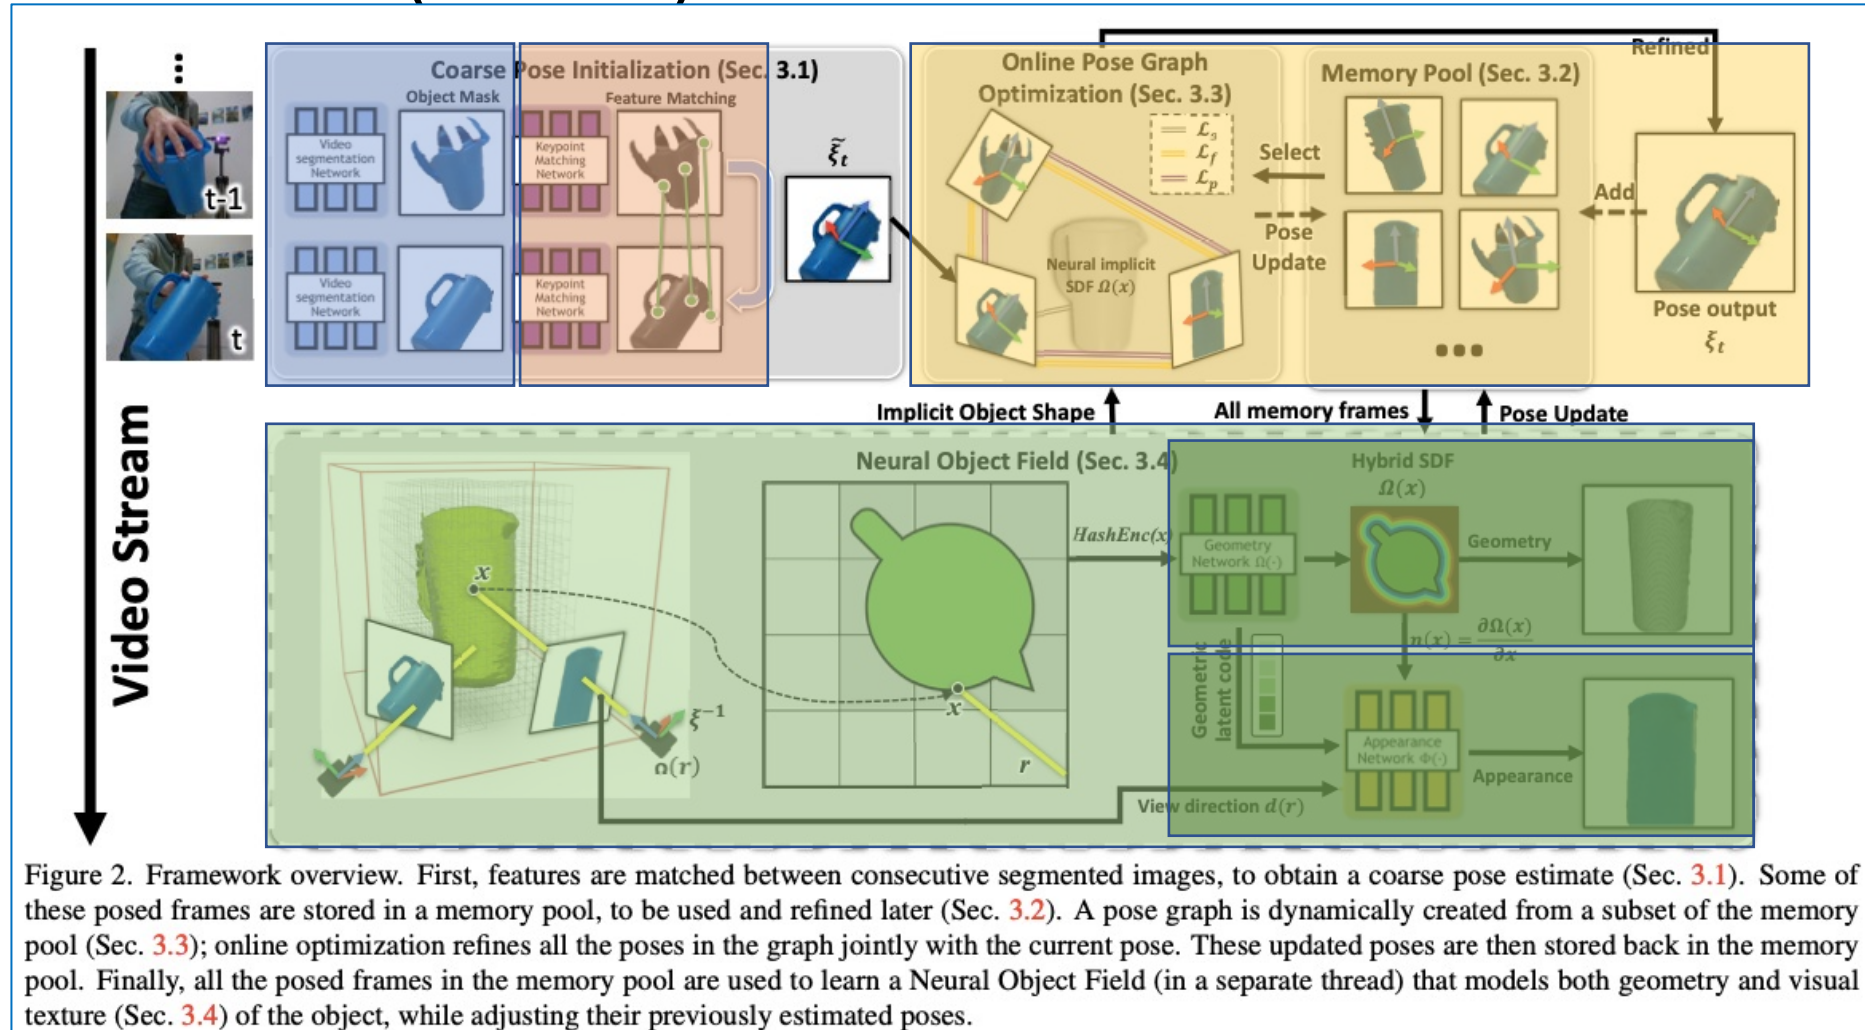 Coarse Pose Initialization (Sec. 3.1)
Object Mask
Feature Matching
Video
segmentation
Network
Keypoint
Matching
Network
t-1
Video
segmentation
Network
Keypoint
Matching
Network
t
ξ̃ₜ
Online Pose Graph
Optimization (Sec. 3.3)
ℒₛ
ℒ_f
ℒₚ
Neural implicit
SDF Ω(x)
Select
Pose
Update
Memory Pool (Sec. 3.2)
...
Refined
Add
Pose output
ξₜ
Video Stream
Implicit Object Shape
All memory frames
Pose Update
Neural Object Field (Sec. 3.4)
x
ξ⁻¹
o(r)
x
r
HashEnc(x)
Geometry
Network Ω(·)
Hybrid SDF
Ω(x)
Geometry
n(x) = ∂Ω(x)/∂x
Geometric
latent code
View direction d(r)
Appearance
Network Φ(·)
Appearance
Figure 2. Framework overview. First, features are matched between consecutive segmented images, to obtain a coarse pose estimate (Sec. 3.1). Some of
these posed frames are stored in a memory pool, to be used and refined later (Sec. 3.2). A pose graph is dynamically created from a subset of the memory
pool (Sec. 3.3); online optimization refines all the poses in the graph jointly with the current pose. These updated poses are then stored back in the memory
pool. Finally, all the posed frames in the memory pool are used to learn a Neural Object Field (in a separate thread) that models both geometry and visual
texture (Sec. 3.4) of the object, while adjusting their previously estimated poses.